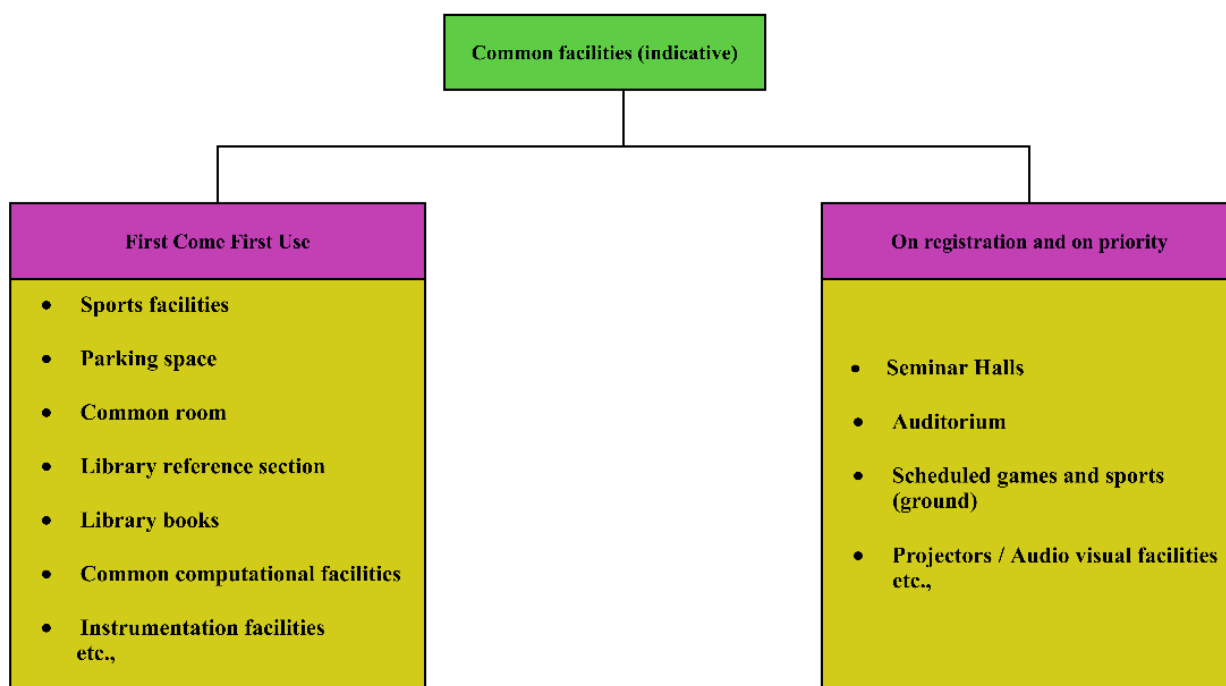 Common facilities (indicative)
First Come First Use
• Sports facilities
• Parking space
• Common room
• Library reference section
• Library books
• Common computational facilities
• Instrumentation facilities
etc.,
On registration and on priority
• Seminar Halls
• Auditorium
• Scheduled games and sports
(ground)
• Projectors / Audio visual facilities
etc.,